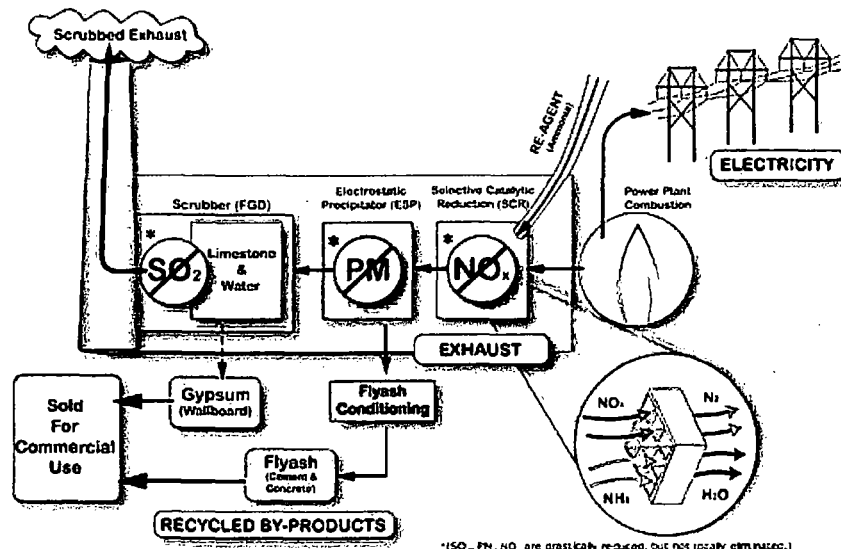 Scrubbed Exhaust
RE-AGENT
(Ammonia)
ELECTRICITY
Scrubber (FGD)
Electrostatic
Precipitator (ESP)
Selective Catalytic
Reduction (SCR)
Power Plant
Combustion
* SO₂
Limestone
&
Water
* PM
* NOₓ
EXHAUST
Sold
For
Commercial
Use
Gypsum
(Wallboard)
Flyash
Conditioning
Flyash
(Cement &
Concrete)
RECYCLED BY-PRODUCTS
NOₓ
N₂
NH₃
H₂O
*(SO₂, PM, NOₓ are drastically reduced, but not totally eliminated.)